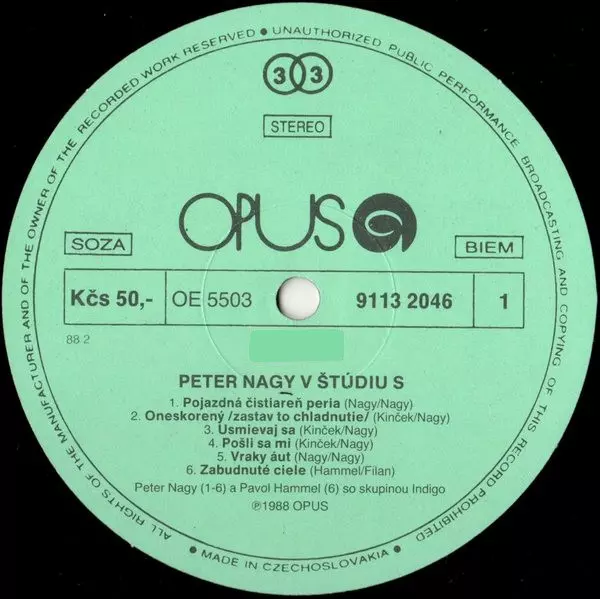 ALL RIGHTS OF THE MANUFACTURER AND OF THE OWNER OF THE RECORDED WORK RESERVED ● UNAUTHORIZED PUBLIC PERFORMANCE BROADCASTING AND COPYING OF THIS RECORD PROHIBITED
33
STEREO
OPUS
SOZA
BIEM
Kčs 50,- OE 5503 9113 2046 1
88 2
PETER NAGY V ŠTÚDIU S
1. Pojazdná čistiareň peria (Nagy/Nagy)
2. Oneskorený /zastav to chladnutie/ (Kinček/Nagy)
3. Usmievaj sa (Kinček/Nagy)
4. Pošli sa mi (Kinček/Nagy)
5. Vraky áut (Nagy/Nagy)
6. Zabudnuté ciele (Hammel/Filan)
Peter Nagy (1-6) a Pavol Hammel (6) so skupinou Indigo
℗1988 OPUS
● MADE IN CZECHOSLOVAKIA ●